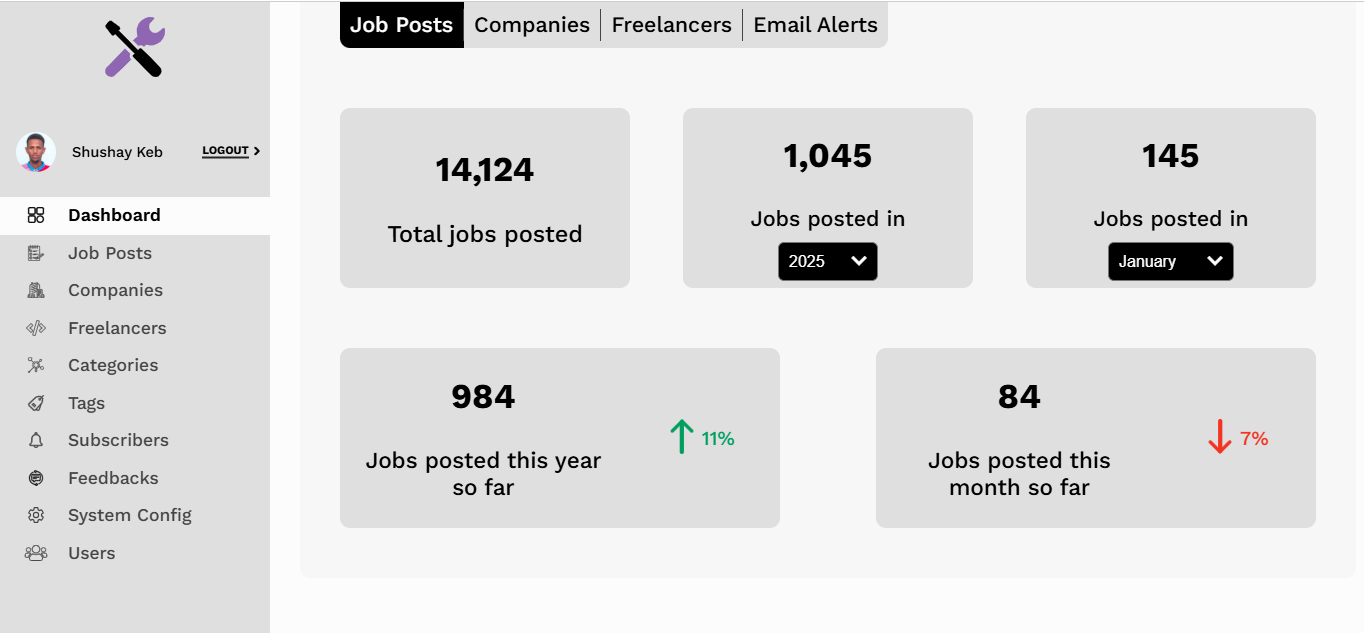 Job Posts
Companies
Freelancers
Email Alerts
Shushay Keb
LOGOUT
Dashboard
Job Posts
Companies
Freelancers
Categories
Tags
Subscribers
Feedbacks
System Config
Users
14,124
Total jobs posted
1,045
Jobs posted in
2025
145
Jobs posted in
January
984
Jobs posted this year
so far
11%
84
Jobs posted this
month so far
7%